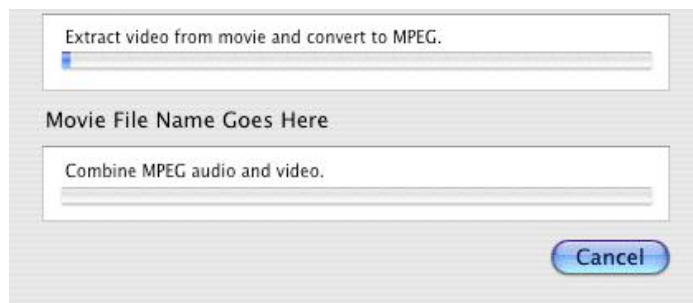 Extract video from movie and convert to MPEG.
Movie File Name Goes Here
Combine MPEG audio and video.
Cancel